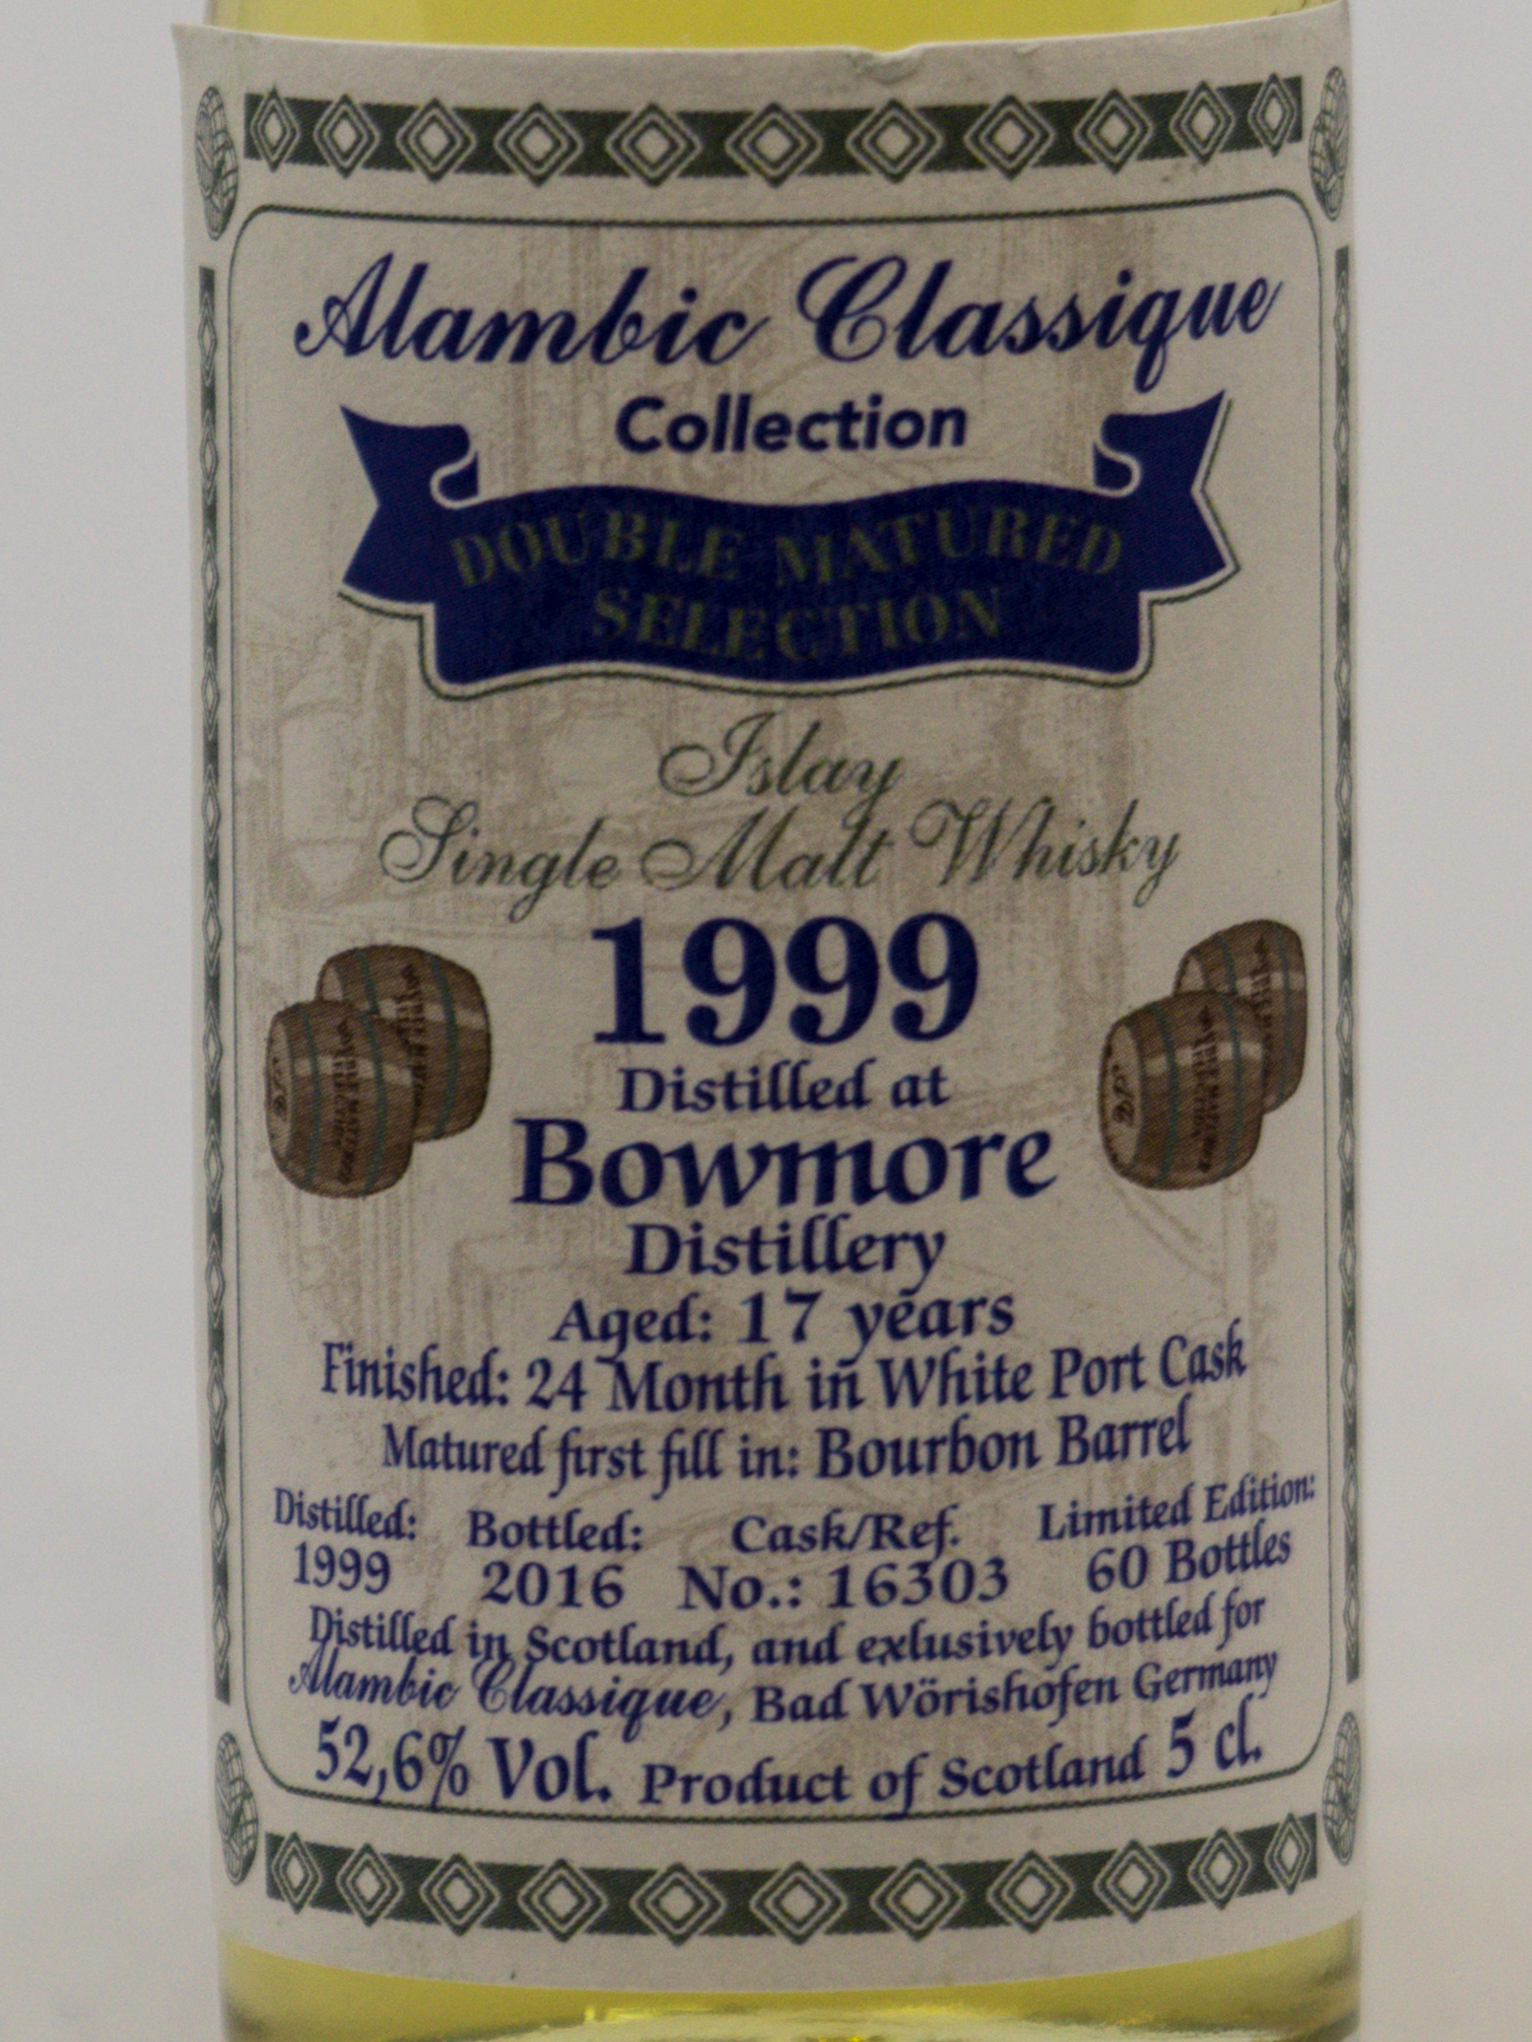 Alambic Classique
Collection
DOUBLE MATURED
SELECTION
Islay
Single Malt Whisky
1999
Distilled at
Bowmore
Distillery
Aged: 17 years
Finished: 24 Month in White Port Cask
Matured first fill in: Bourbon Barrel
Distilled: Bottled: Cask/Ref. Limited Edition:
1999 2016 No.: 16303 60 Bottles
Distilled in Scotland, and exlusively bottled for
Alambic Classique, Bad Wörishofen Germany
52,6% Vol. Product of Scotland 5 cl.